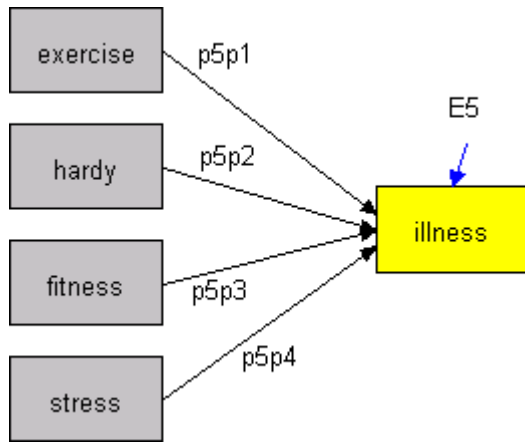 exercise
p5p1
E5
hardy
p5p2
illness
fitness
p5p3
p5p4
stress